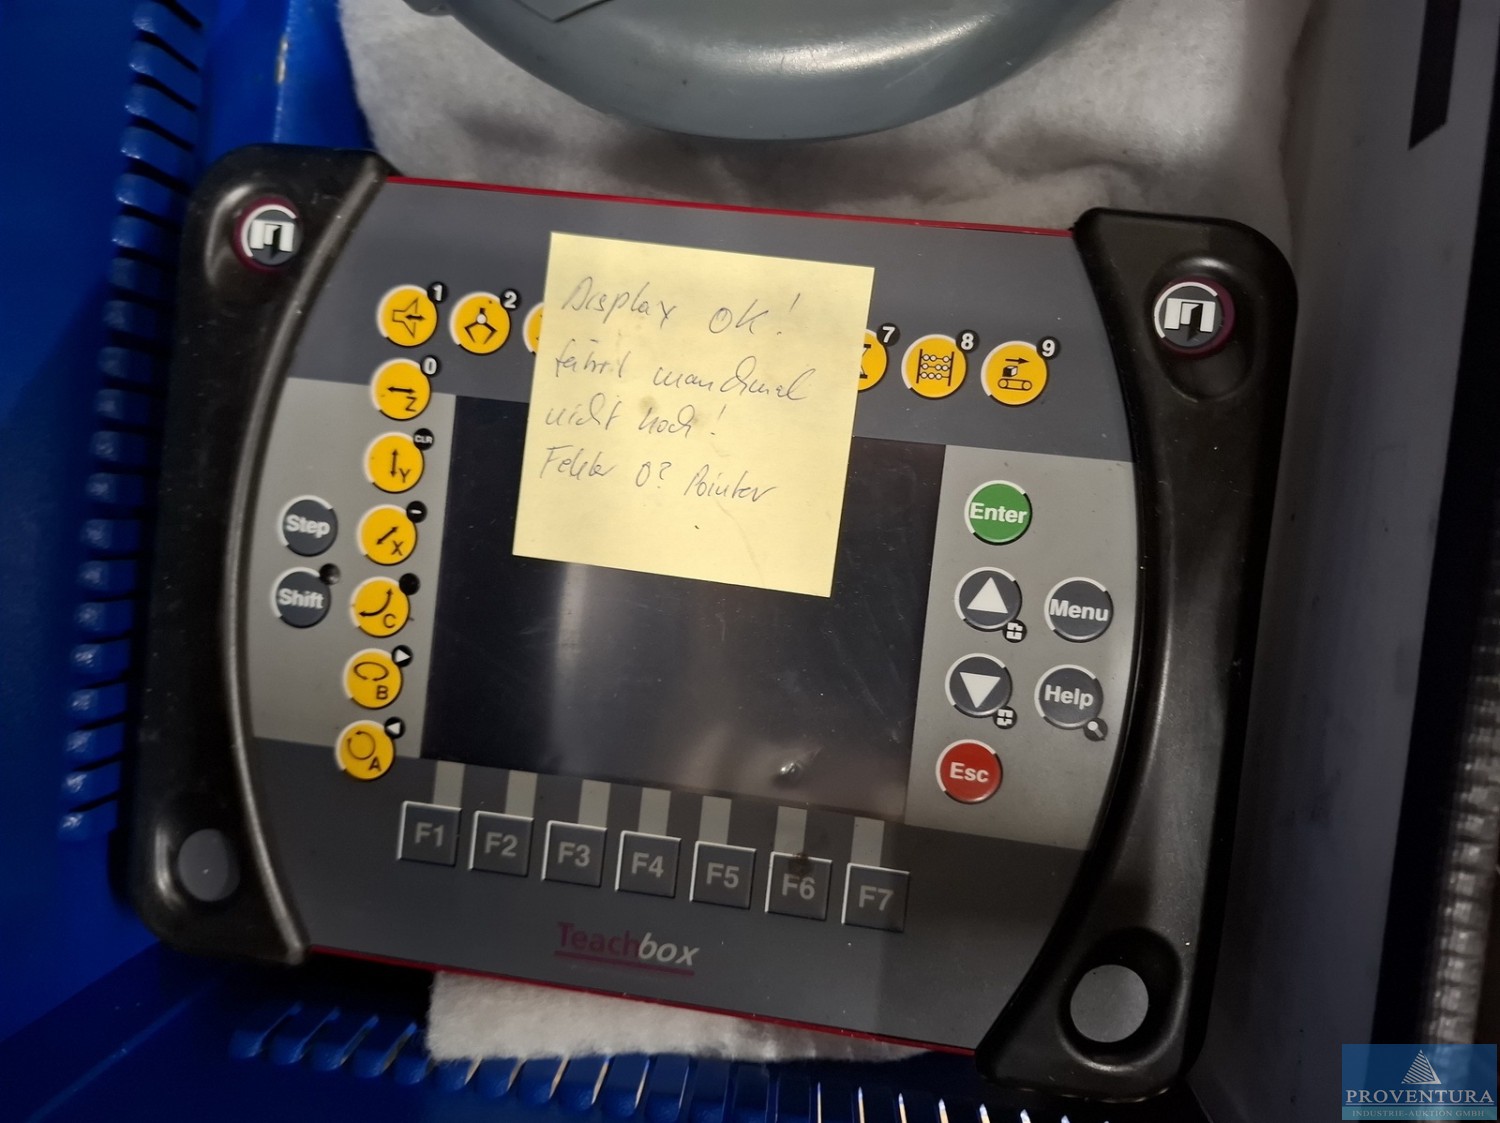 1
2
7
8
9
Display OK!
fährt manchmal
nicht hoch!
Fehler 0? Pointer
0
Z
CLR
Y
-
X
C
B
A
Step
Shift
Enter
Menu
Help
Esc
F1 F2 F3 F4 F5 F6 F7
Teachbox
PROVENTURA
INDUSTRIE-AUKTION GMBH